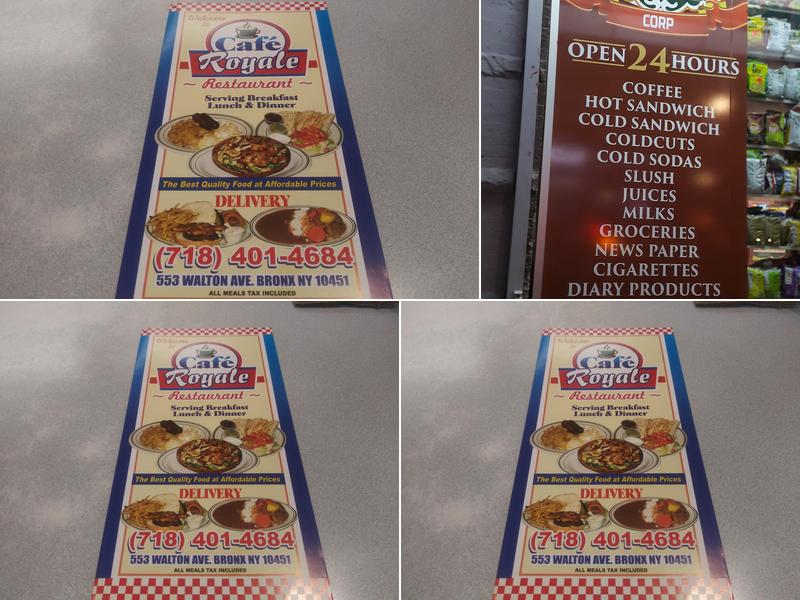 Welcome
to
Café
Royale
~ Restaurant ~
Serving Breakfast
Lunch & Dinner
The Best Quality Food at Affordable Prices
DELIVERY
(718) 401-4684
553 WALTON AVE. BRONX NY 10451
ALL MEALS TAX INCLUDED
CORP
OPEN 24 HOURS
COFFEE
HOT SANDWICH
COLD SANDWICH
COLDCUTS
COLD SODAS
SLUSH
JUICES
MILKS
GROCERIES
NEWS PAPER
CIGARETTES
DIARY PRODUCTS
Welcome
to
Café
Royale
~ Restaurant ~
Serving Breakfast
Lunch & Dinner
The Best Quality Food at Affordable Prices
DELIVERY
(718) 401-4684
553 WALTON AVE. BRONX NY 10451
ALL MEALS TAX INCLUDED
Welcome
to
Café
Royale
~ Restaurant ~
Serving Breakfast
Lunch & Dinner
The Best Quality Food at Affordable Prices
DELIVERY
(718) 401-4684
553 WALTON AVE. BRONX NY 10451
ALL MEALS TAX INCLUDED